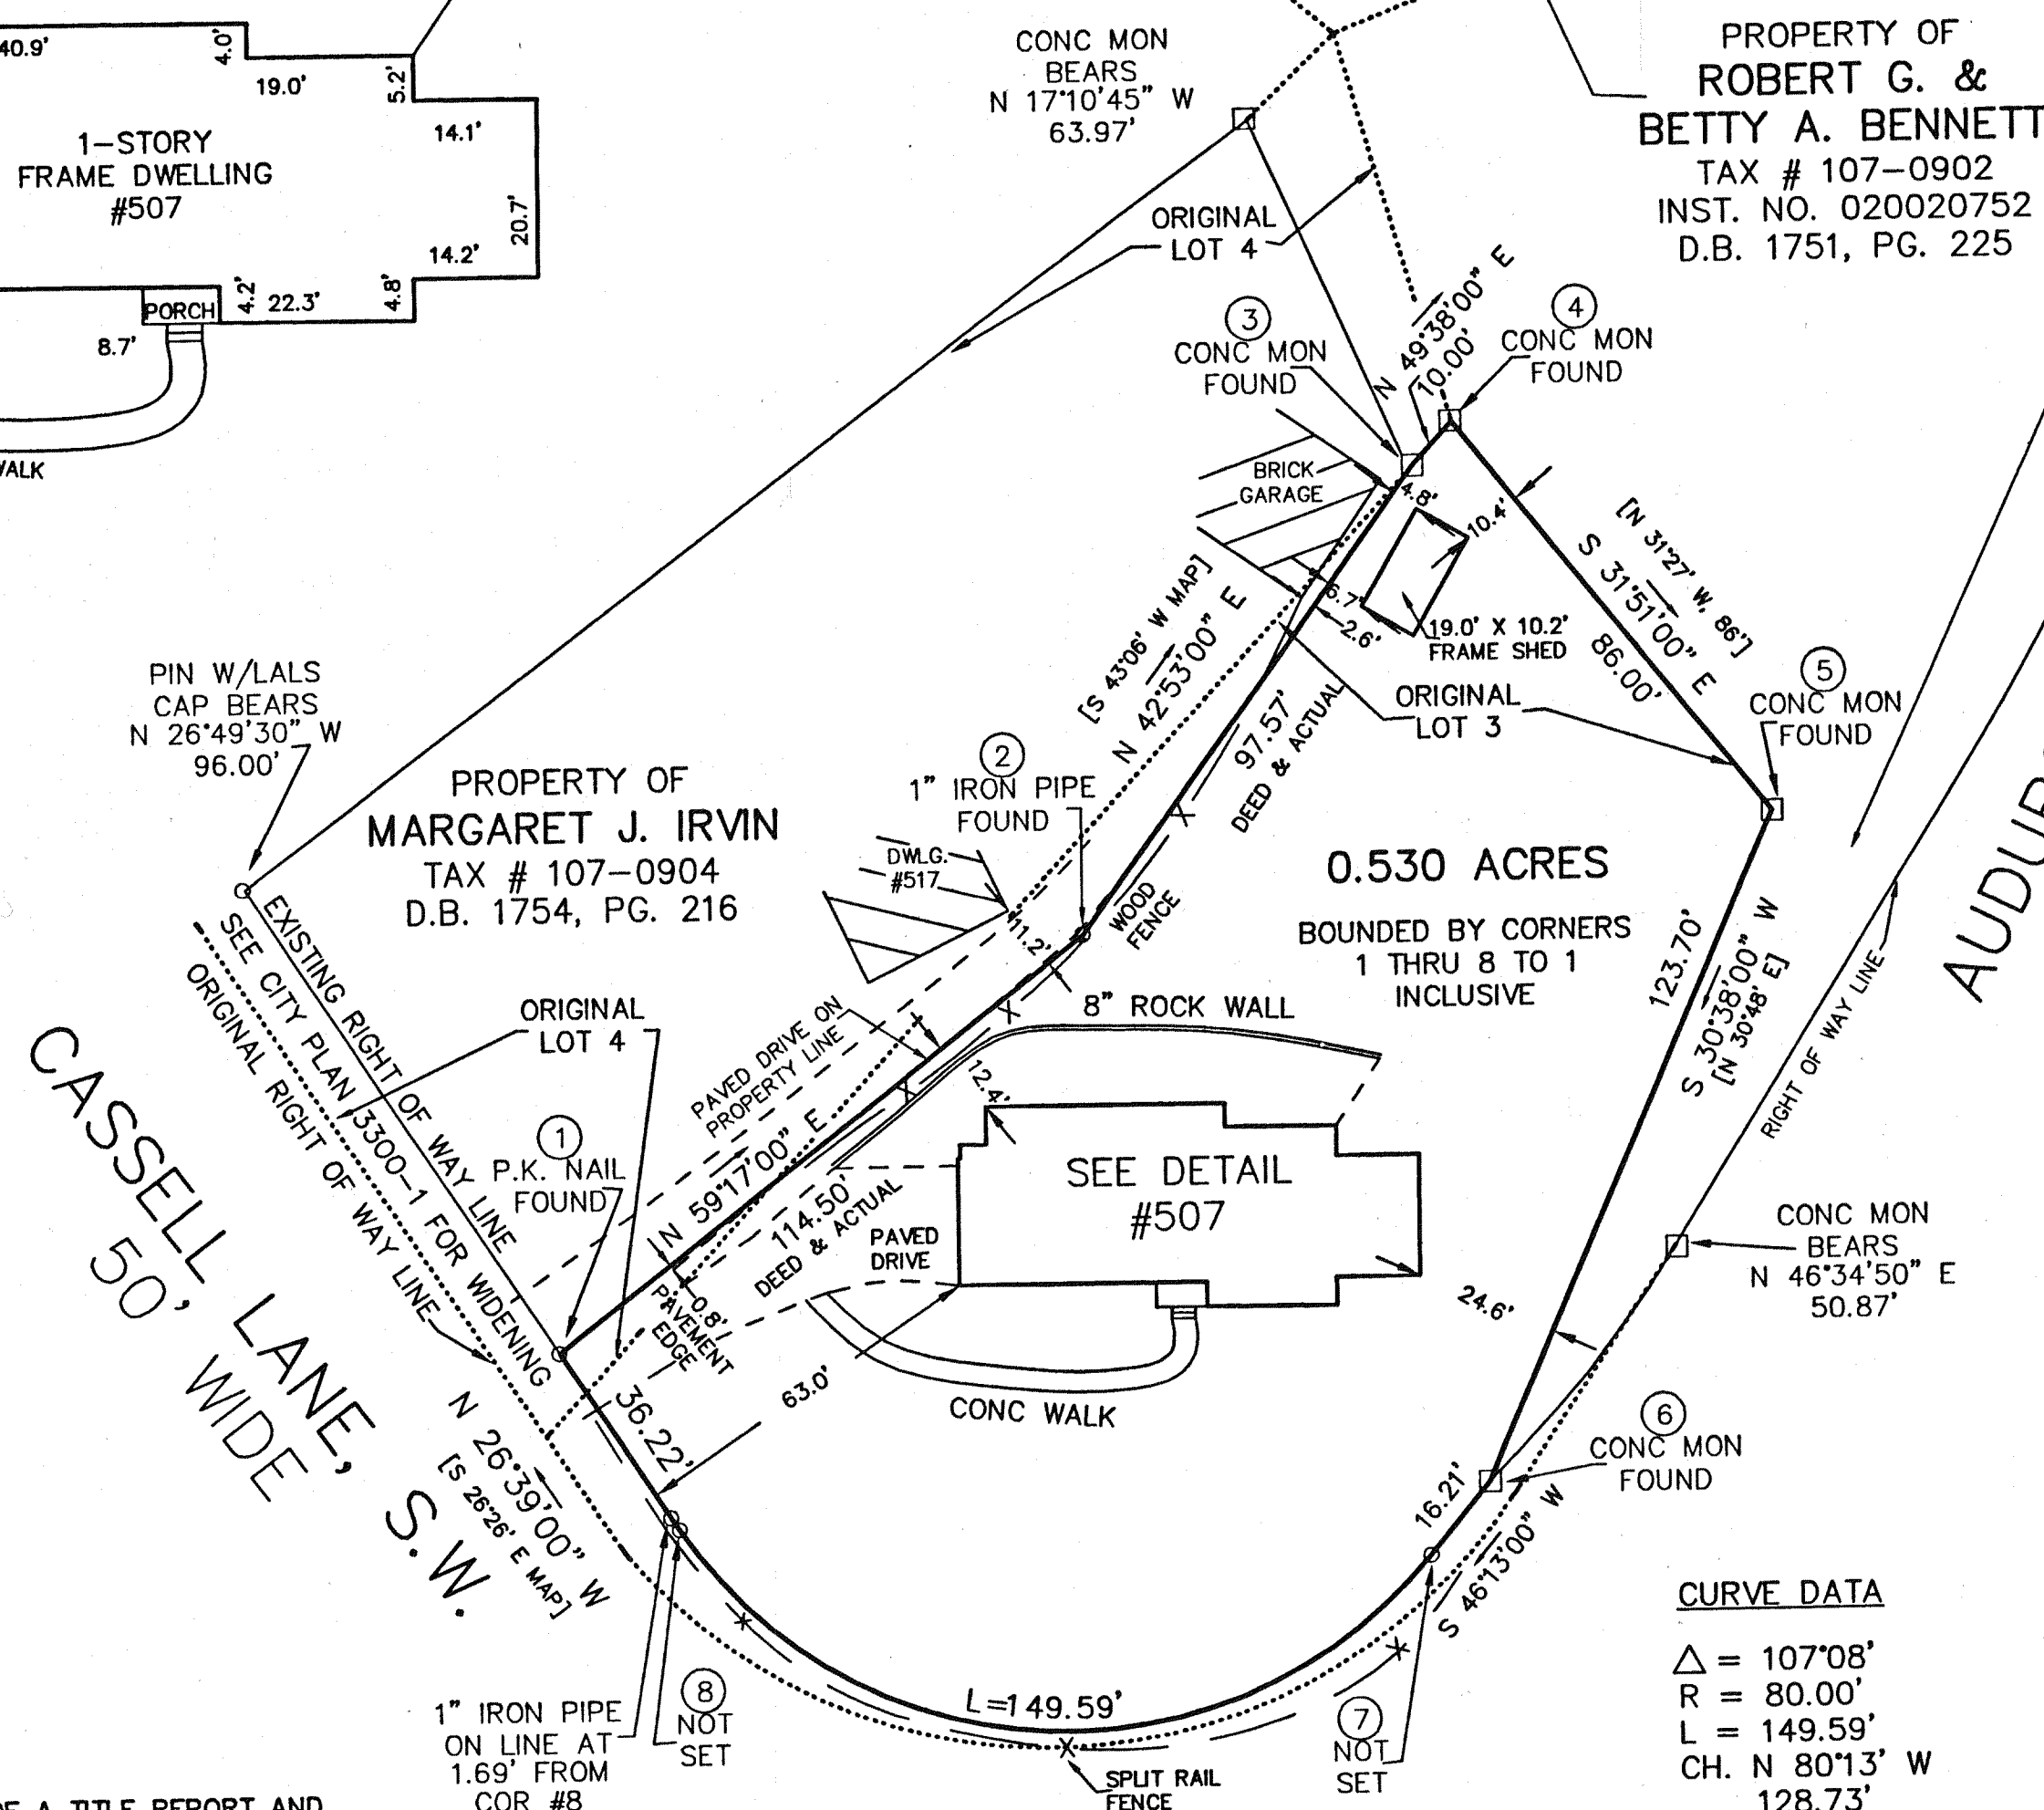 40.9'
4.0'
19.0'
5.2'
14.1'
1-STORY
FRAME DWELLING
#507
20.7'
14.2'
4.2'
22.3'
4.8'
PORCH
8.7'
CONC MON
BEARS
N 17°10'45" W
63.97'
PROPERTY OF
ROBERT G. &
BETTY A. BENNETT
TAX # 107-0902
INST. NO. 020020752
D.B. 1751, PG. 225
ORIGINAL
LOT 4
3
CONC MON
FOUND
N 49°38'00" E
10.00'
4
CONC MON
FOUND
BRICK
GARAGE
4.8'
10.4'
6.7'
2.6'
19.0' X 10.2'
FRAME SHED
[N 31°27' W, 86']
S 31°51'00" E
86.00'
5
CONC MON
FOUND
ORIGINAL
LOT 3
[S 43°06' W MAP]
N 42°53'00" E
97.57'
DEED & ACTUAL
PIN W/LALS
CAP BEARS
N 26°49'30" W
96.00'
PROPERTY OF
MARGARET J. IRVIN
TAX # 107-0904
D.B. 1754, PG. 216
2
1" IRON PIPE
FOUND
DWLG.
#517
11.2'
WOOD
FENCE
0.530 ACRES
BOUNDED BY CORNERS
1 THRU 8 TO 1
INCLUSIVE
123.70'
S 30°38'00" W
[N 30°48' E]
RIGHT OF WAY LINE
EXISTING RIGHT OF WAY LINE
SEE CITY PLAN 3300-1 FOR WIDENING
ORIGINAL RIGHT OF WAY LINE
ORIGINAL
LOT 4
CASSELL LANE, S.W.
50' WIDE
PAVED DRIVE ON
PROPERTY LINE
8" ROCK WALL
12.4'
1
P.K. NAIL
FOUND
N 59°17'00" E
114.50'
DEED & ACTUAL
PAVED
DRIVE
SEE DETAIL
#507
0.8'
PAVEMENT
EDGE
63.0'
CONC WALK
24.6'
CONC MON
BEARS
N 46°34'50" E
50.87'
6
CONC MON
FOUND
36.22'
N 26°39'00" W
[S 26°26' E MAP]
16.21'
S 46°13'00" W
L=149.59'
8
NOT
SET
1" IRON PIPE
ON LINE AT
1.69' FROM
COR #8
7
NOT
SET
SPLIT RAIL
FENCE
CURVE DATA
△ = 107°08'
R = 80.00'
L = 149.59'
CH. N 80°13' W
128.73'
A TITLE REPORT AND